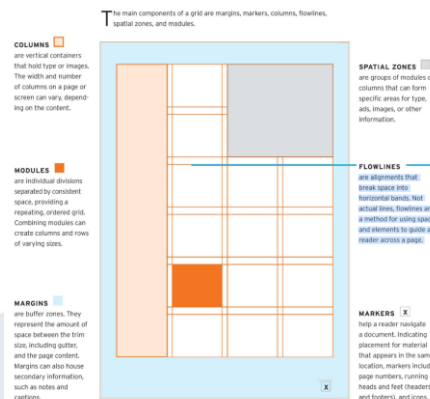 The main components of a grid are margins, markers, columns, flowlines,
spatial zones, and modules.
COLUMNS
are vertical containers
that hold type or images.
The width and number
of columns on a page or
screen can vary, depend-
ing on the content.
MODULES
are individual divisions
separated by consistent
space, providing a
repeating, ordered grid.
Combining modules can
create columns and rows
of varying sizes.
MARGINS
are buffer zones. They
represent the amount of
space between the trim
size, including gutter,
and the page content.
Margins can also house
secondary information,
such as notes and
captions.
SPATIAL ZONES
are groups of modules o
columns that can form
specific areas for type,
ads, images, or other
information.
FLOWLINES
are alignments that
break space into
horizontal bands. Not
actual lines, flowlines ar
a method for using spac
and elements to guide a
reader across a page.
MARKERS X
help a reader navigate
a document. Indicating
placement for material
that appears in the same
location, markers includ
page numbers, running
heads and feet (headers
and footers), and icons.
X